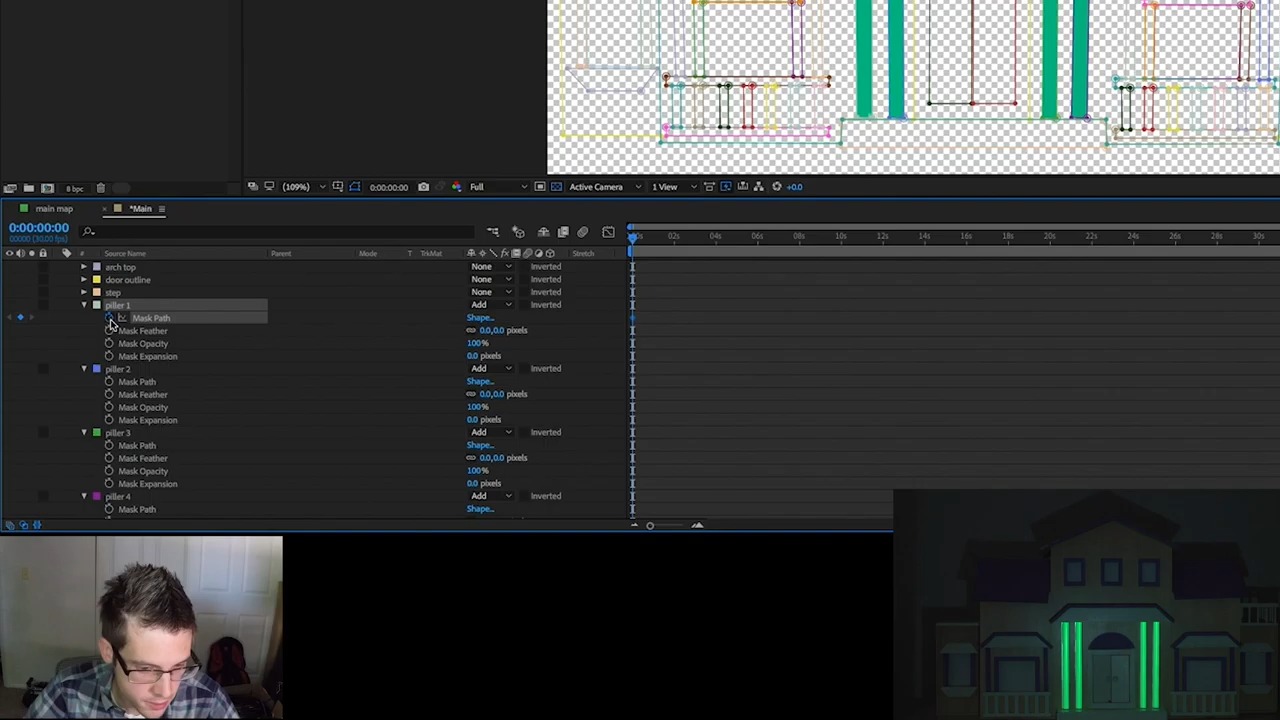 8 bpc (109%) 0:00:00:00 Full Active Camera 1 View +0.0
main map *Main
0:00:00:00
00000 (30.00 fps)
02s 04s 06s 08s 10s 12s 14s 16s 18s 20s 22s 24s 26s 28s
# Source Name Parent Mode T TrkMat fx Stretch
arch top None Inverted
door outline None Inverted
step None Inverted
piller 1 Add Inverted
Mask Path Shape...
Mask Feather 0.0,0.0 pixels
Mask Opacity 100%
Mask Expansion 0.0 pixels
piller 2 Add Inverted
Mask Path Shape...
Mask Feather 0.0,0.0 pixels
Mask Opacity 100%
Mask Expansion 0.0 pixels
piller 3 Add Inverted
Mask Path Shape...
Mask Feather 0.0,0.0 pixels
Mask Opacity 100%
Mask Expansion 0.0 pixels
piller 4 Add Inverted
Mask Path Shape...